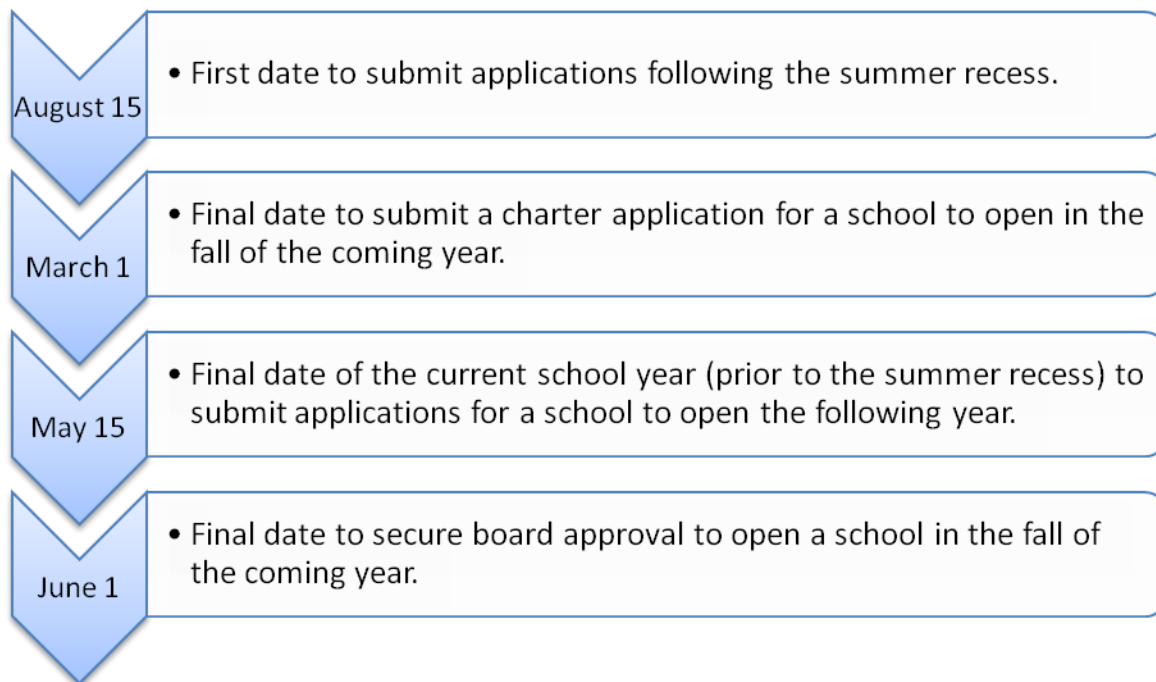 August 15
• First date to submit applications following the summer recess.
March 1
• Final date to submit a charter application for a school to open in the
fall of the coming year.
May 15
• Final date of the current school year (prior to the summer recess) to
submit applications for a school to open the following year.
June 1
• Final date to secure board approval to open a school in the fall of
the coming year.